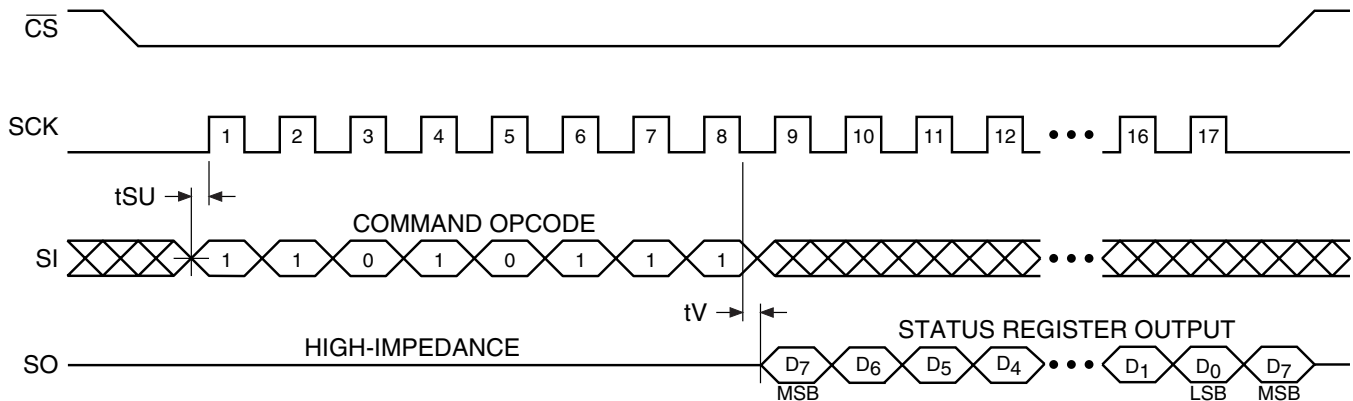 CS
SCK 1 2 3 4 5 6 7 8 9 10 11 12 ••• 16 17
tSU
COMMAND OPCODE
SI 1 1 0 1 0 1 1 1 •••
tV
HIGH-IMPEDANCE STATUS REGISTER OUTPUT
SO D7 D6 D5 D4 ••• D1 D0 D7
MSB LSB MSB